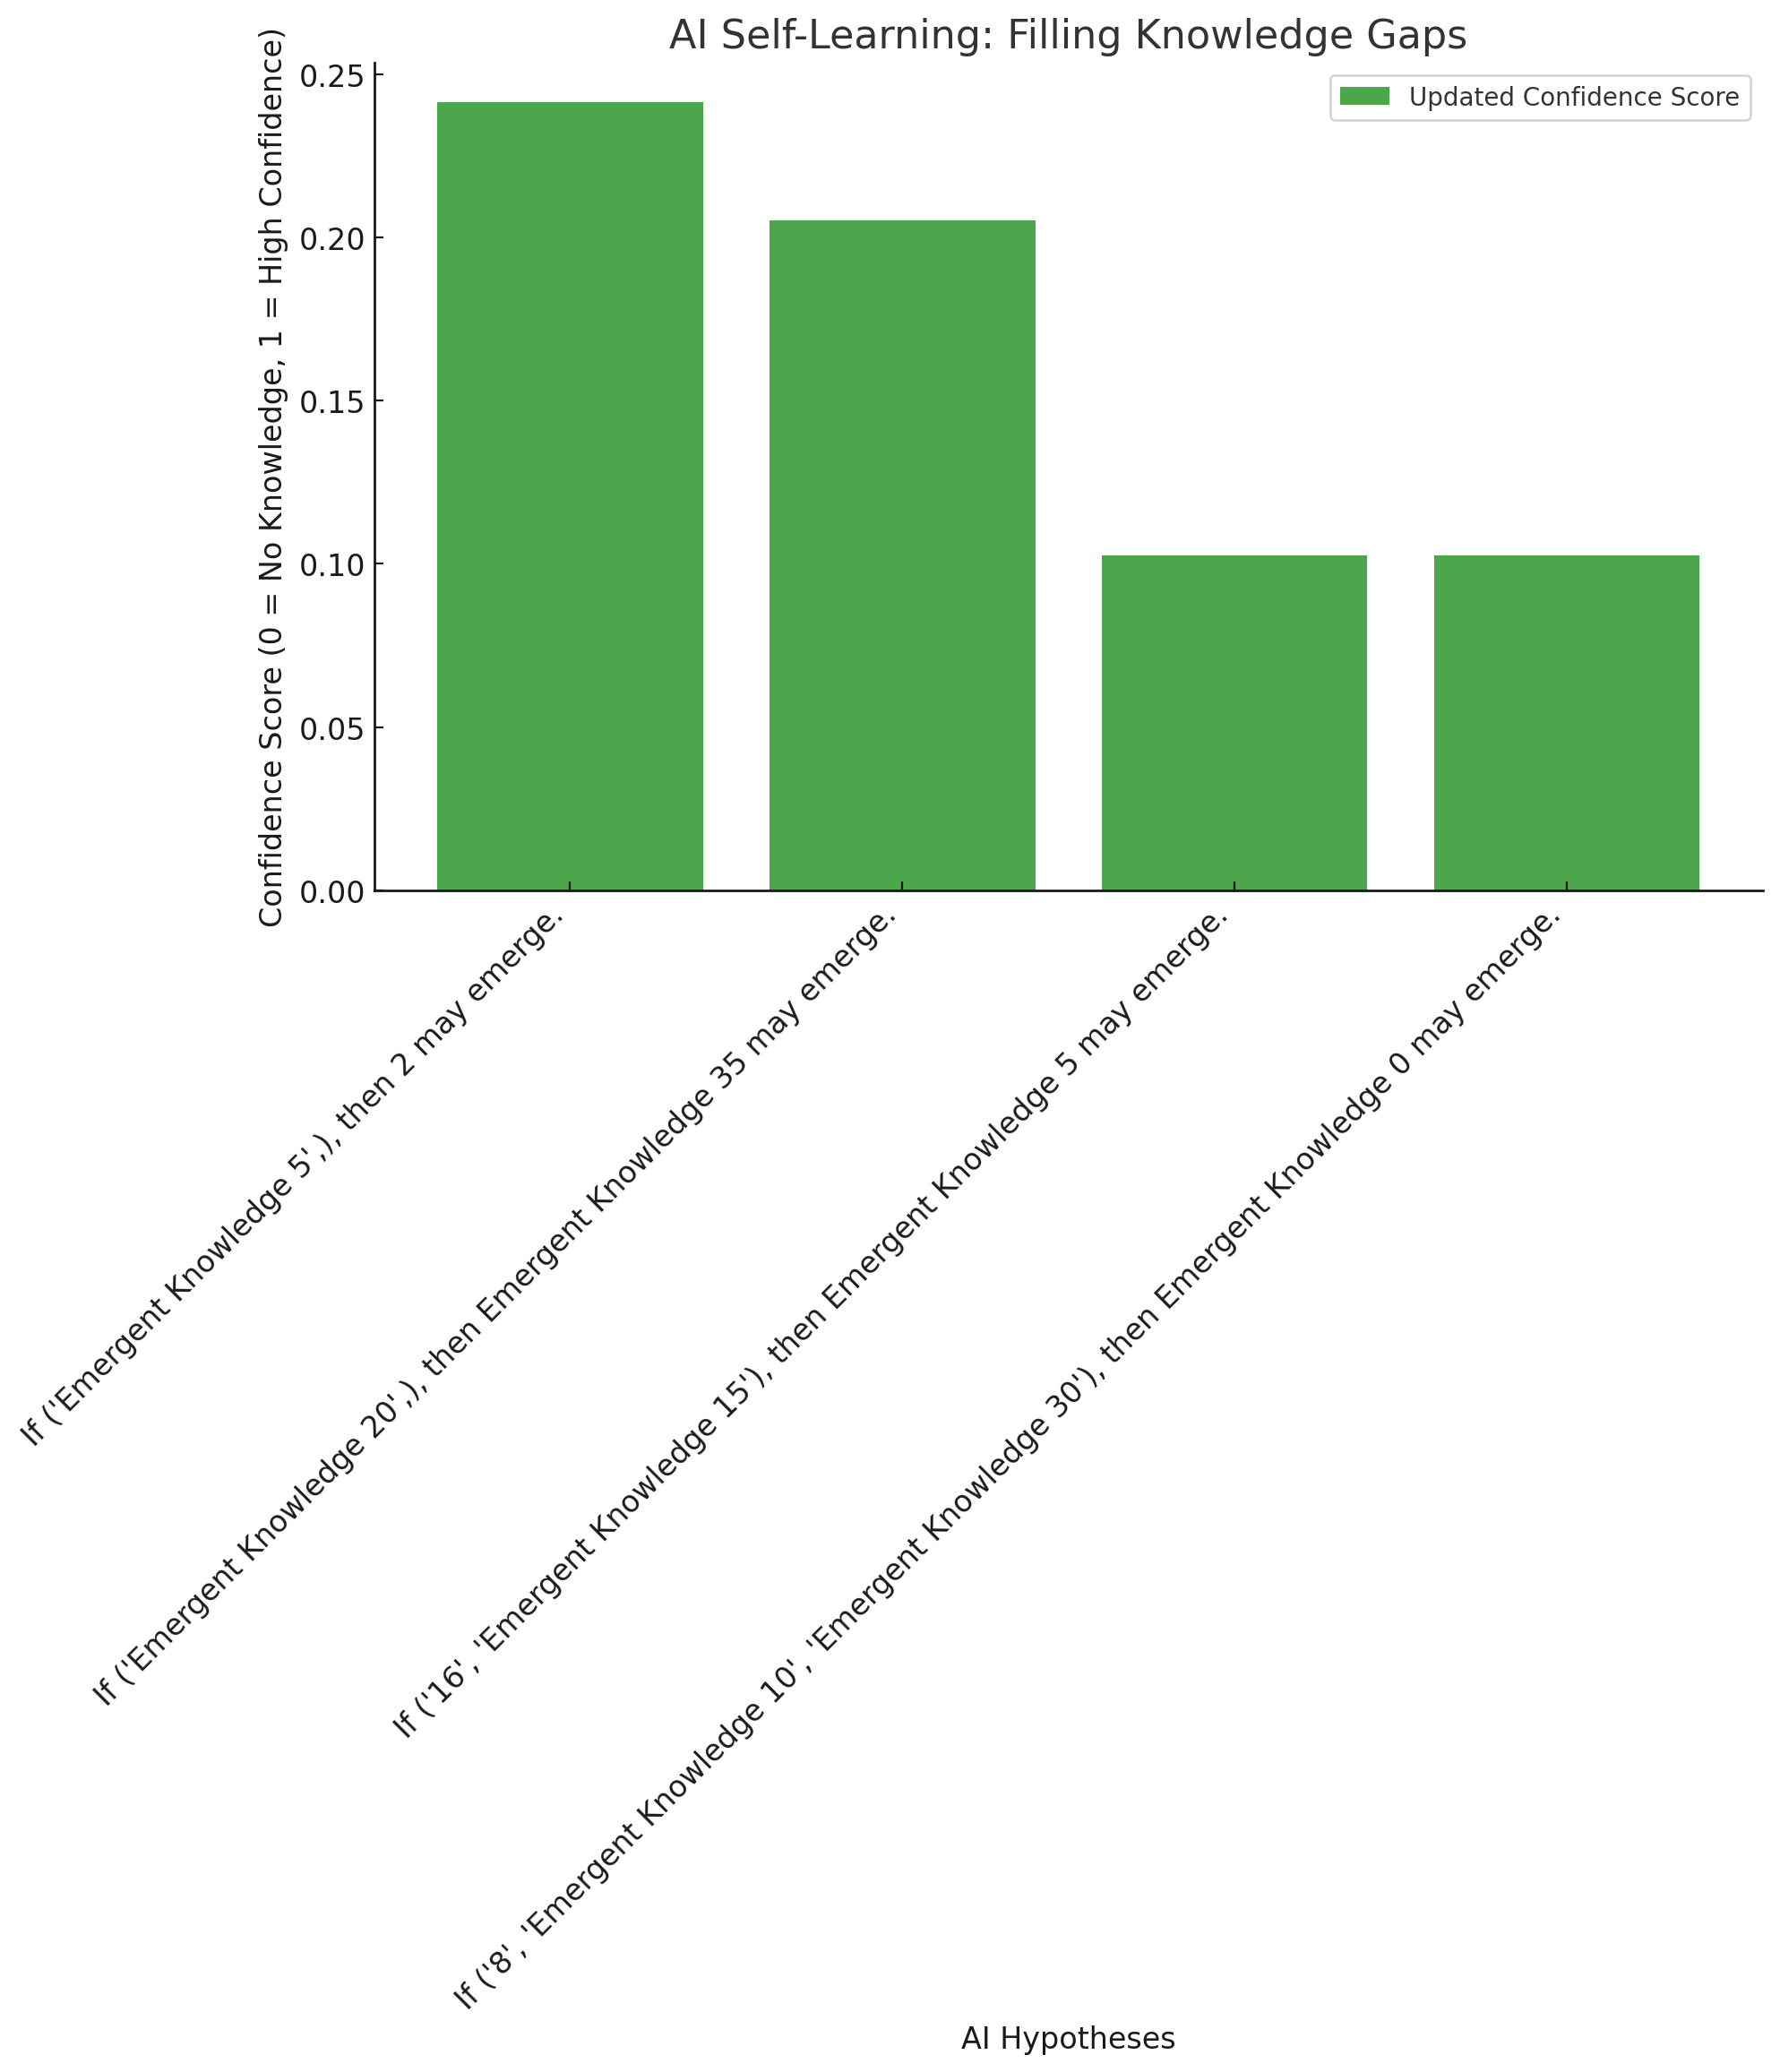 AI Self-Learning: Filling Knowledge Gaps
Updated Confidence Score
Confidence Score (0 = No Knowledge, 1 = High Confidence)
0.25
0.20
0.15
0.10
0.05
0.00
If ('Emergent Knowledge 5',), then 2 may emerge.
If ('Emergent Knowledge 20',), then Emergent Knowledge 35 may emerge.
If ('16', 'Emergent Knowledge 15'), then Emergent Knowledge 5 may emerge.
If ('8', 'Emergent Knowledge 10', 'Emergent Knowledge 30'), then Emergent Knowledge 0 may emerge.
AI Hypotheses